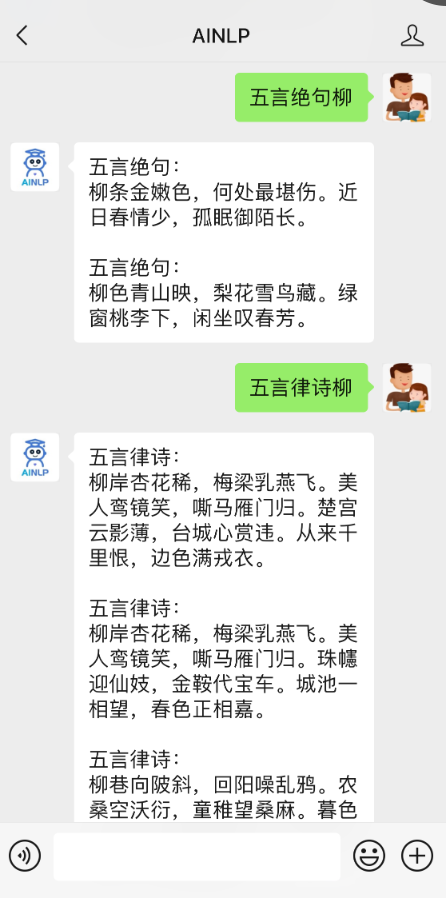 AINLP
五言绝句柳
AINLP
五言绝句:
柳条金嫩色，何处最堪伤。近
日春情少，孤眠御陌长。
五言绝句:
柳色青山映，梨花雪鸟藏。绿
窗桃李下，闲坐叹春芳。
五言律诗柳
AINLP
五言律诗:
柳岸杏花稀，梅梁乳燕飞。美
人鸾镜笑，嘶马雁门归。楚宫
云影薄，台城心赏违。从来千
里恨，边色满戎衣。
五言律诗:
柳岸杏花稀，梅梁乳燕飞。美
人鸾镜笑，嘶马雁门归。珠幰
迎仙妓，金鞍代宝车。城池一
相望，春色正相嘉。
五言律诗:
柳巷向陂斜，回阳噪乱鸦。农
桑空沃衍，童稚望桑麻。暮色